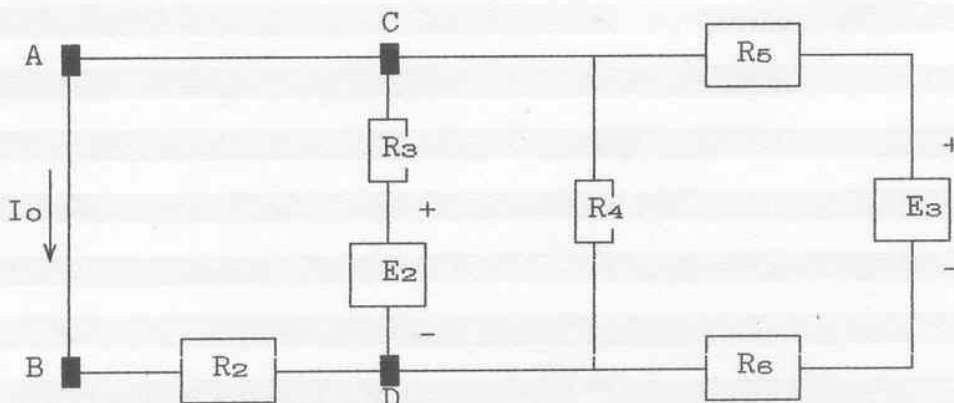 C
A
R5
R3
+
+
Io
R4
E3
E2
-
-
B
R2
D
R6